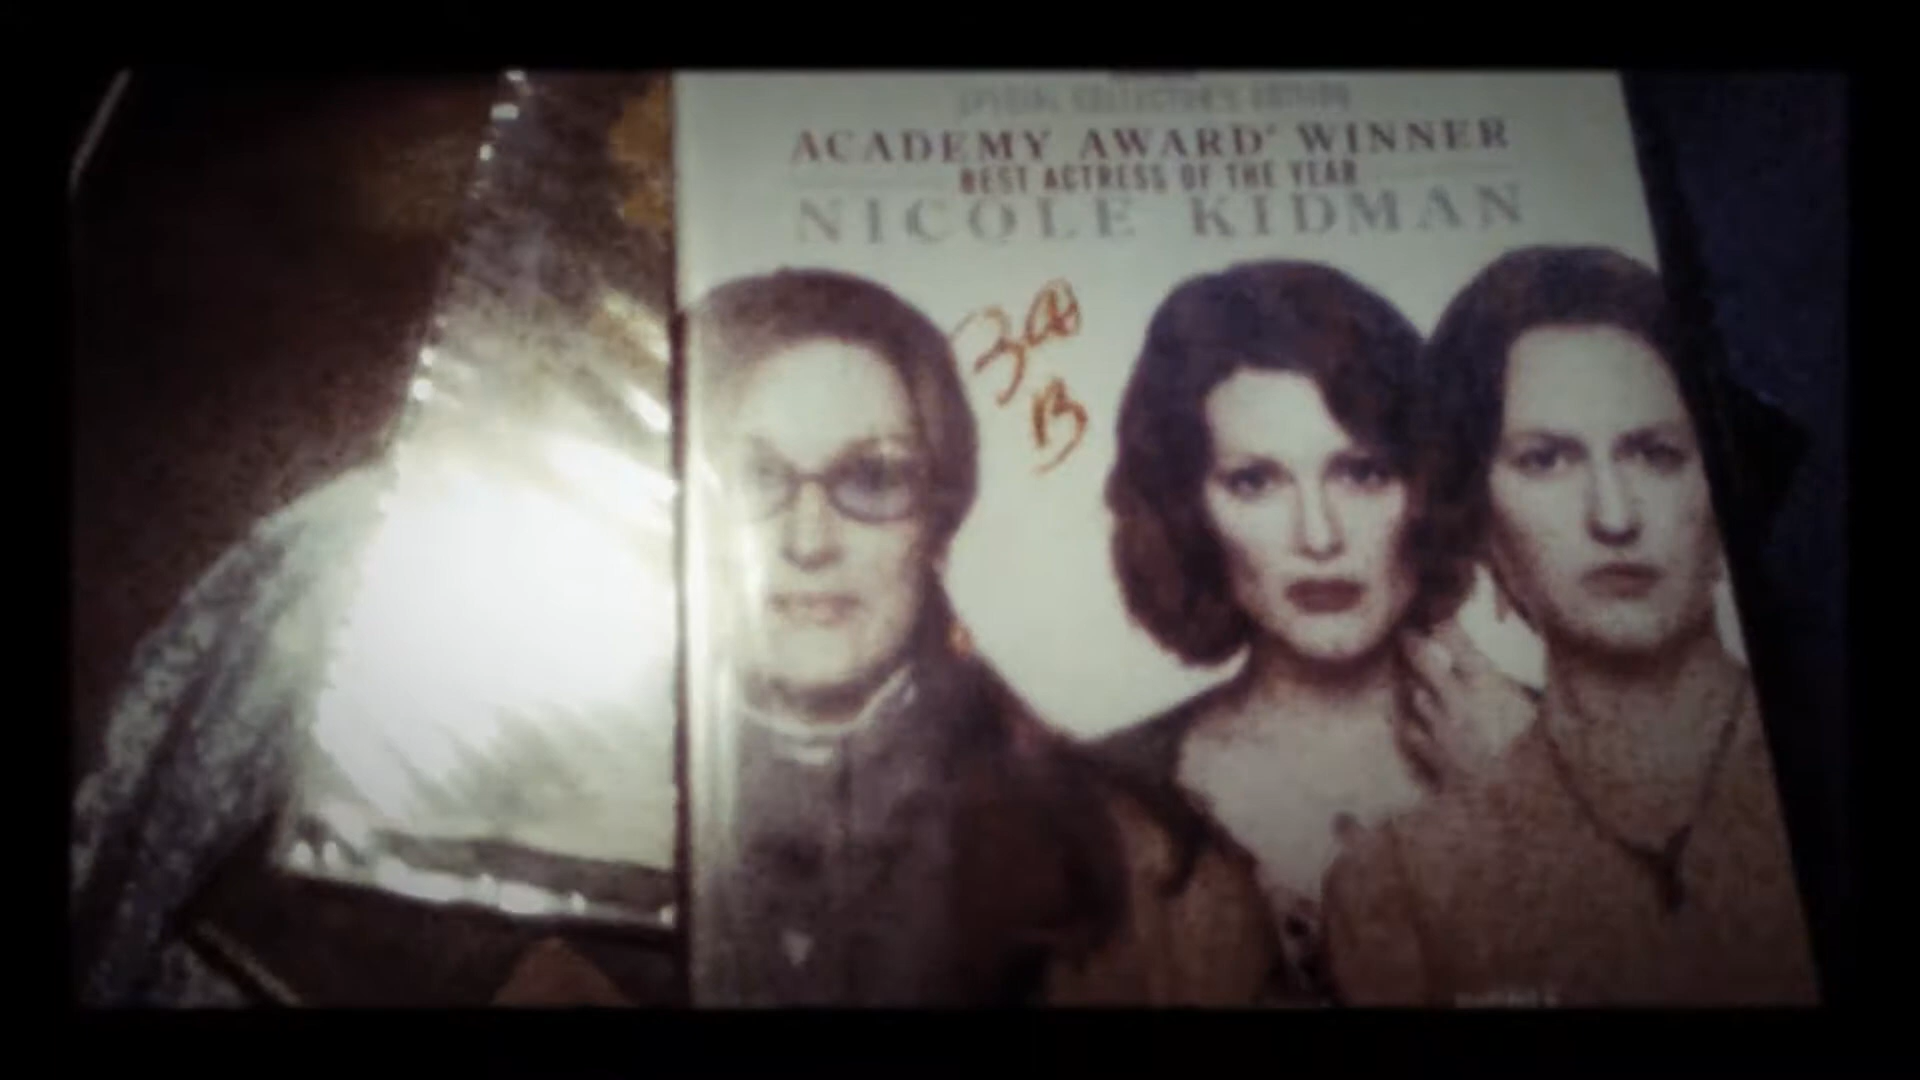 SPECIAL COLLECTOR'S EDITION
ACADEMY AWARD® WINNER
BEST ACTRESS OF THE YEAR
NICOLE KIDMAN